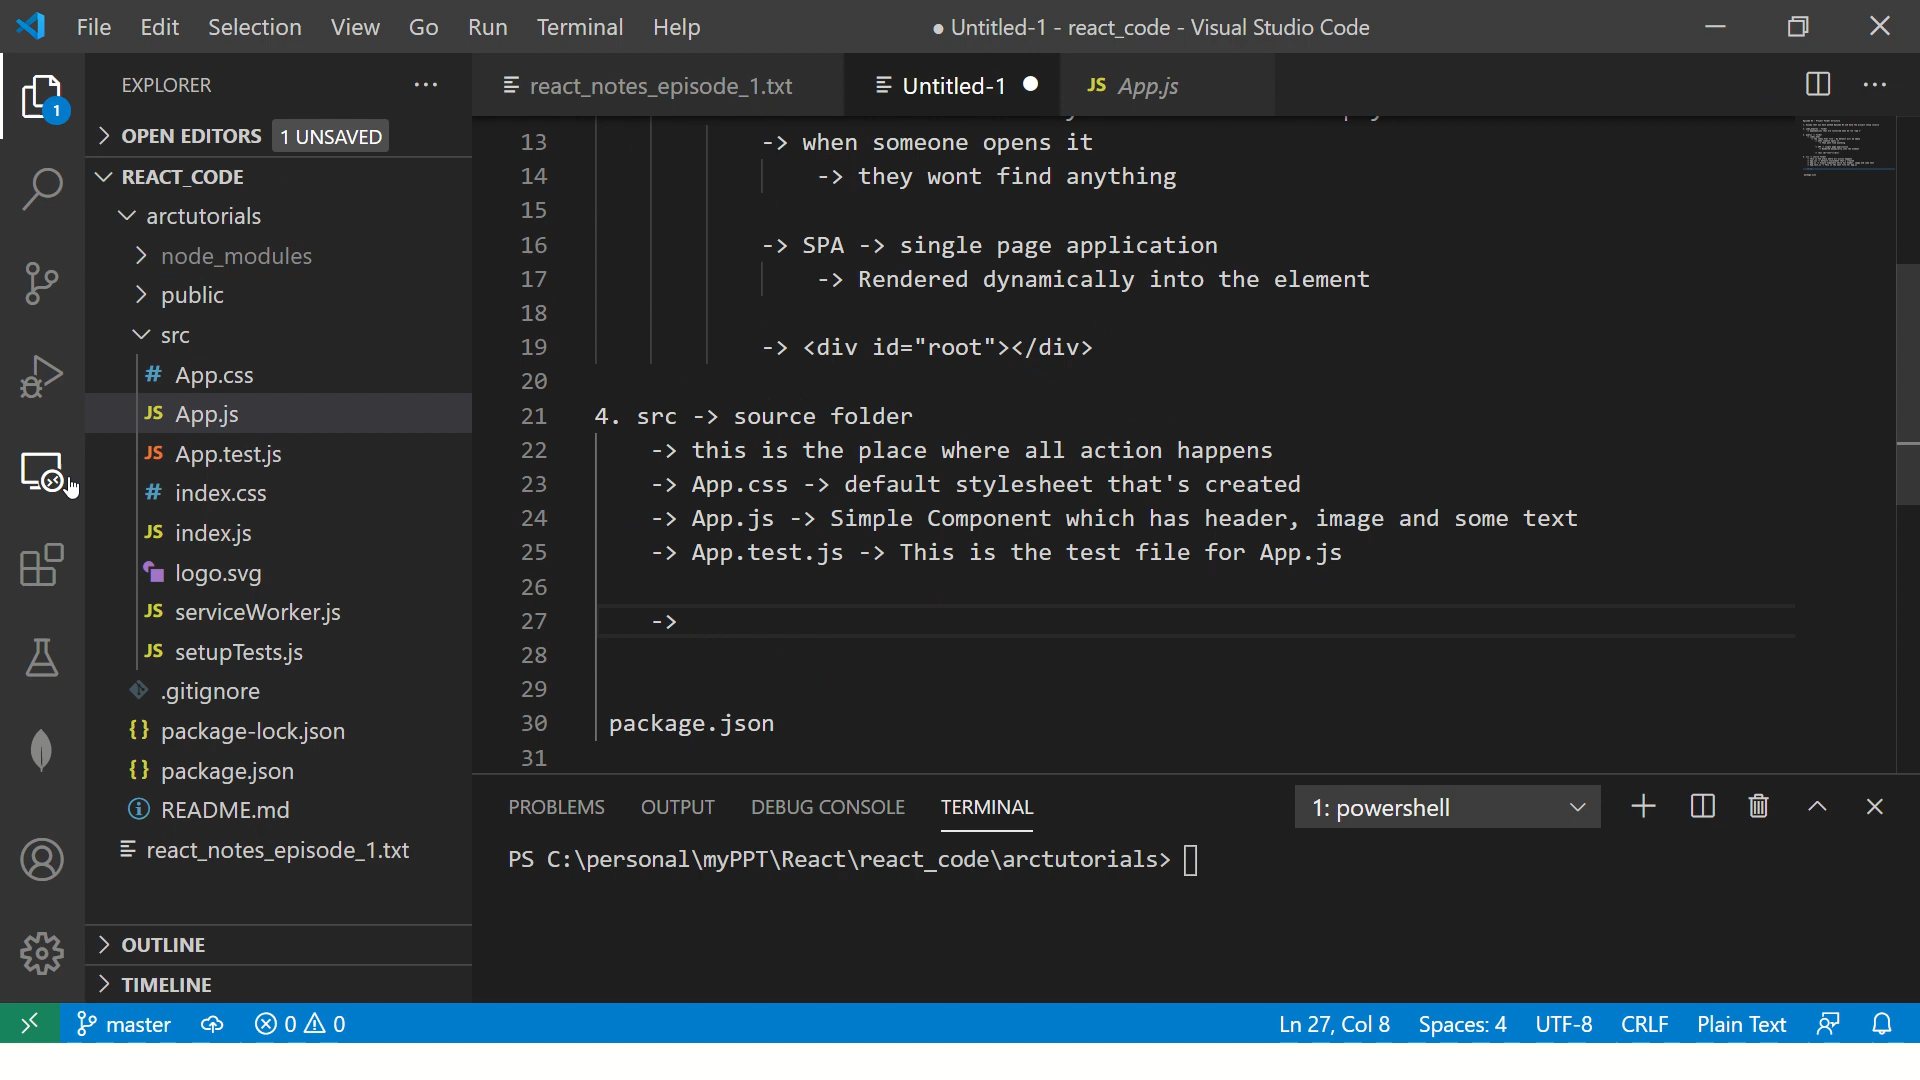 File Edit Selection View Go Run Terminal Help
● Untitled-1 - react_code - Visual Studio Code
EXPLORER
1
OPEN EDITORS 1 UNSAVED
REACT_CODE
arctutorials
node_modules
public
src
# App.css
JS App.js
JS App.test.js
# index.css
JS index.js
logo.svg
JS serviceWorker.js
JS setupTests.js
.gitignore
{} package-lock.json
{} package.json
README.md
react_notes_episode_1.txt
OUTLINE
TIMELINE
react_notes_episode_1.txt Untitled-1 JS App.js
13 -> when someone opens it
14 -> they wont find anything
15
16 -> SPA -> single page application
17 -> Rendered dynamically into the element
18
19 -> <div id="root"></div>
20
21 4. src -> source folder
22 -> this is the place where all action happens
23 -> App.css -> default stylesheet that's created
24 -> App.js -> Simple Component which has header, image and some text
25 -> App.test.js -> This is the test file for App.js
26
27 ->
28
29
30 package.json
31
PROBLEMS OUTPUT DEBUG CONSOLE TERMINAL 1: powershell
PS C:\personal\myPPT\React\react_code\arctutorials>
master 0 0 Ln 27, Col 8 Spaces: 4 UTF-8 CRLF Plain Text